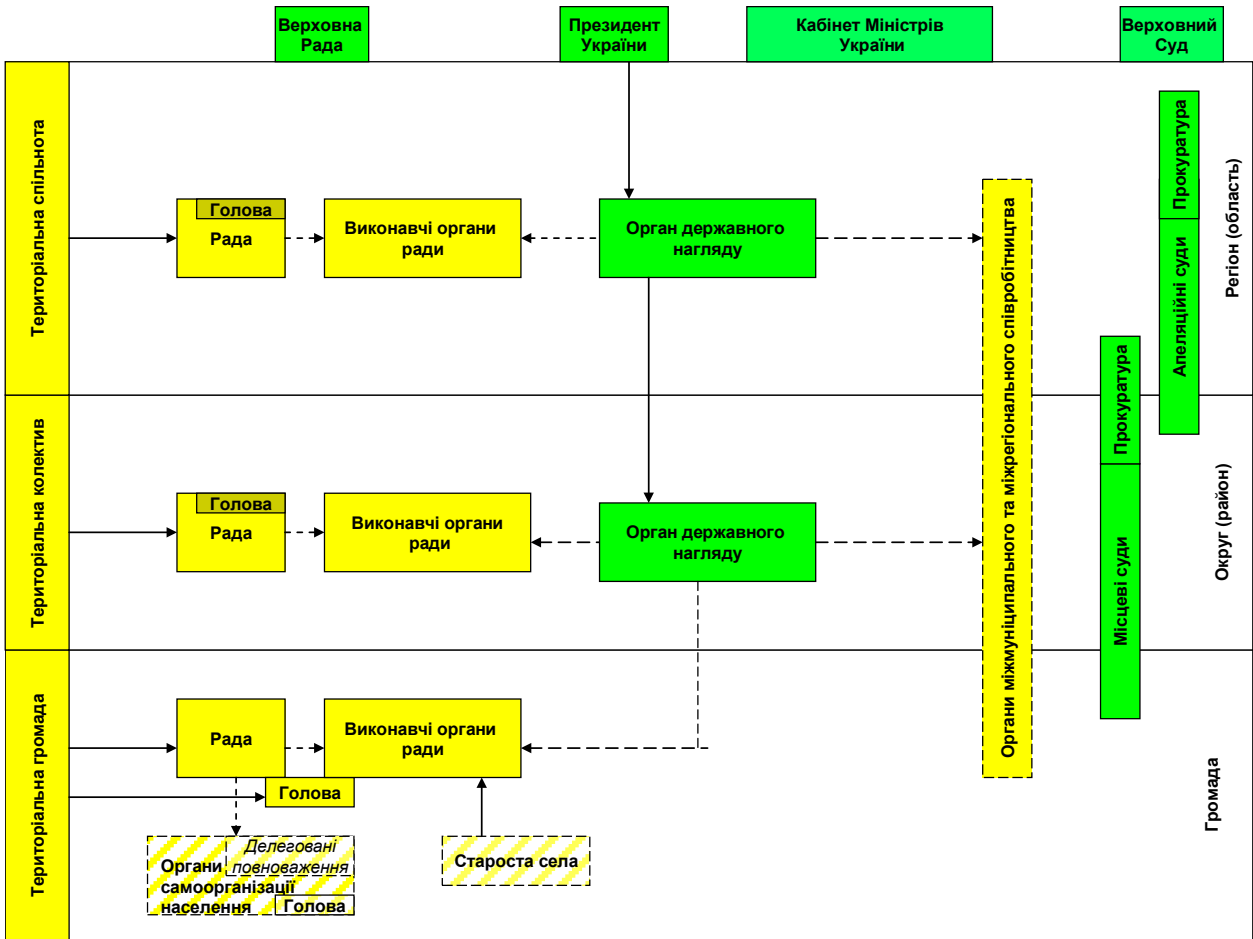 Верховна
Рада
Президент
України
Кабінет Міністрів
України
Верховний
Суд
Територіальна спільнота
Голова
Рада
Виконавчі органи
ради
Орган державного
нагляду
Органи міжмуніципального та міжрегіонального співробітництва
Прокуратура
Апеляційні суди
Регіон (область)
Територіальна колектив
Голова
Рада
Виконавчі органи
ради
Орган державного
нагляду
Прокуратура
Місцеві суди
Округ (район)
Територіальна громада
Рада
Виконавчі органи
ради
Голова
Делеговані
Органи повноваження
самоорганізації
населення Голова
Староста села
Громада